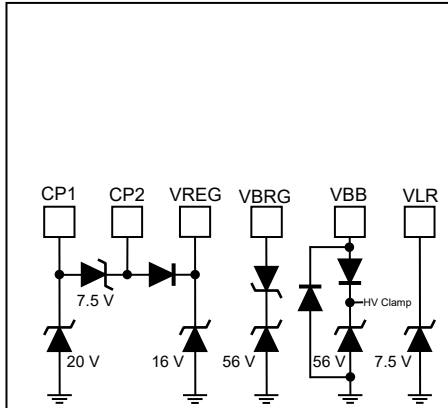 CP1 CP2 VREG VBRG VBB VLR
HV Clamp
7.5 V
20 V 16 V 56 V 56 V 7.5 V